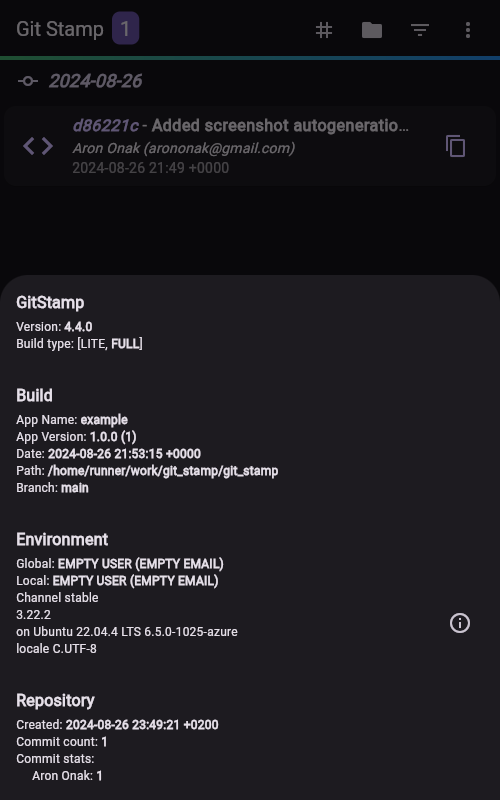 Git Stamp 1
2024-08-26
d86221c - Added screenshot autogeneratio...
Aron Onak (arononak@gmail.com)
2024-08-26 21:49 +0000
GitStamp
Version: 4.4.0
Build type: [LITE, FULL]
Build
App Name: example
App Version: 1.0.0 (1)
Date: 2024-08-26 21:53:15 +0000
Path: /home/runner/work/git_stamp/git_stamp
Branch: main
Environment
Global: EMPTY USER (EMPTY EMAIL)
Local: EMPTY USER (EMPTY EMAIL)
Channel stable
3.22.2
on Ubuntu 22.04.4 LTS 6.5.0-1025-azure
locale C.UTF-8
Repository
Created: 2024-08-26 23:49:21 +0200
Commit count: 1
Commit stats:
Aron Onak: 1